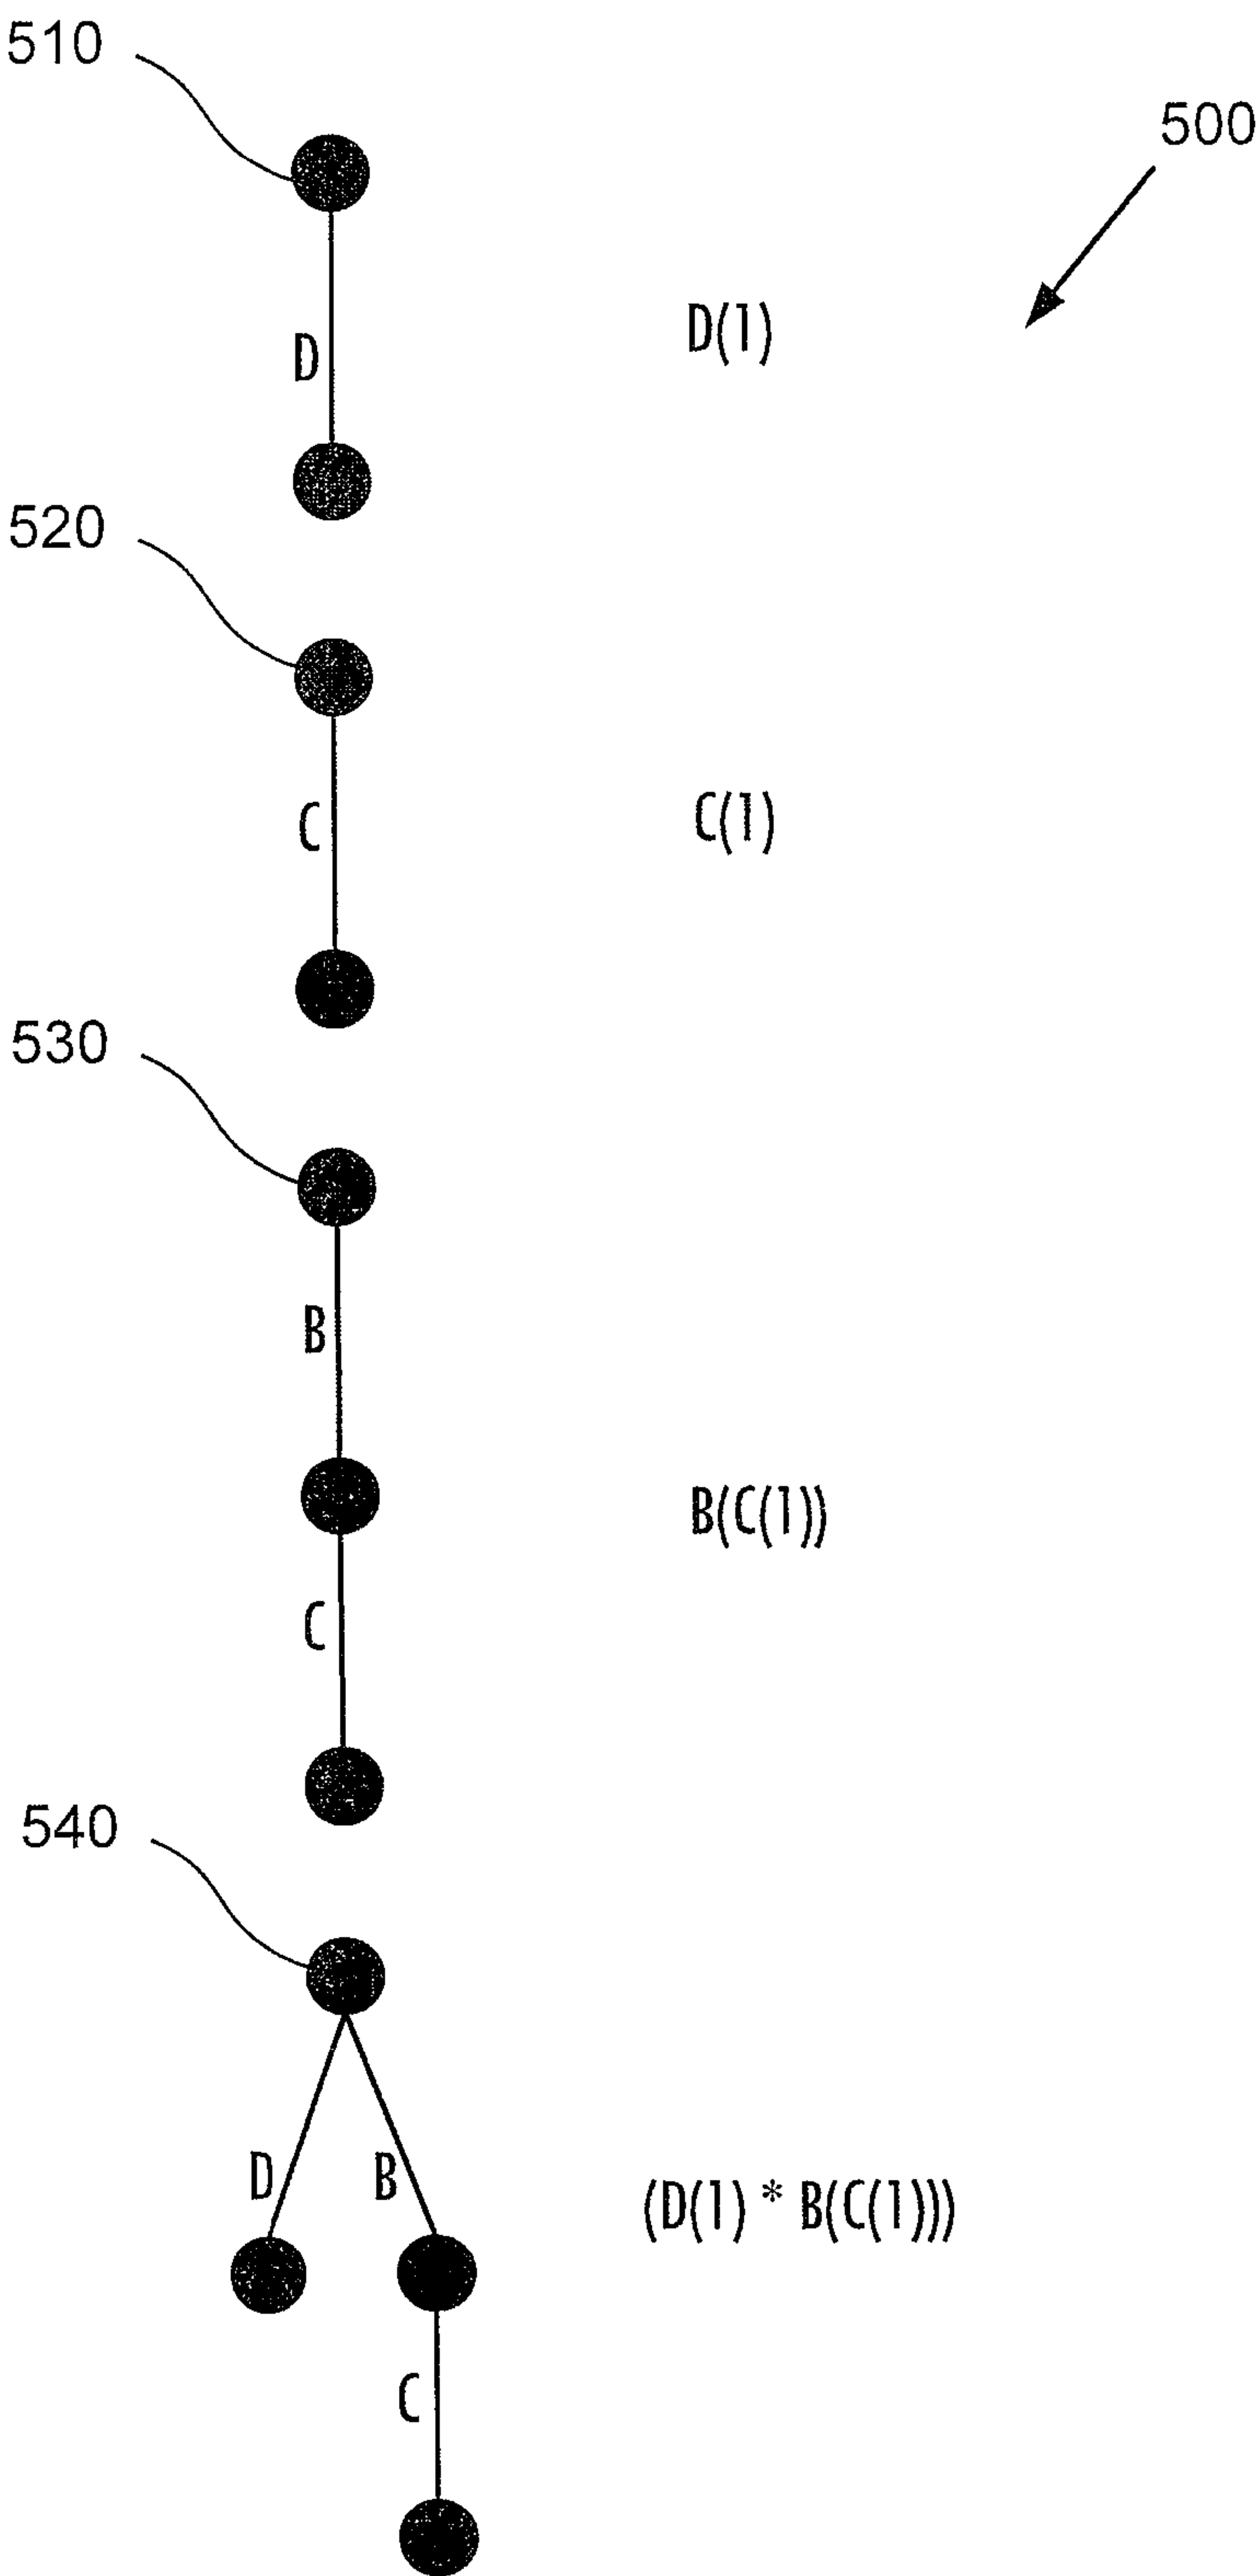 510
500
D
D(1)
520
C
C(1)
530
B
B(C(1))
C
540
D
B
(D(1) * B(C(1)))
C